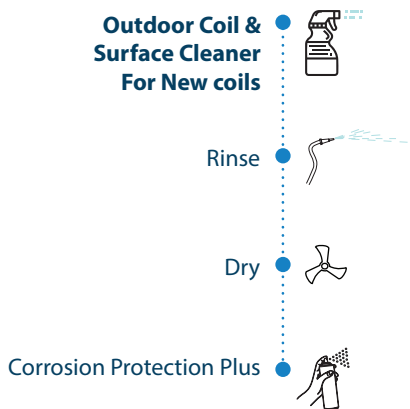 Outdoor Coil &
Surface Cleaner
For New coils
Rinse
Dry
Corrosion Protection Plus